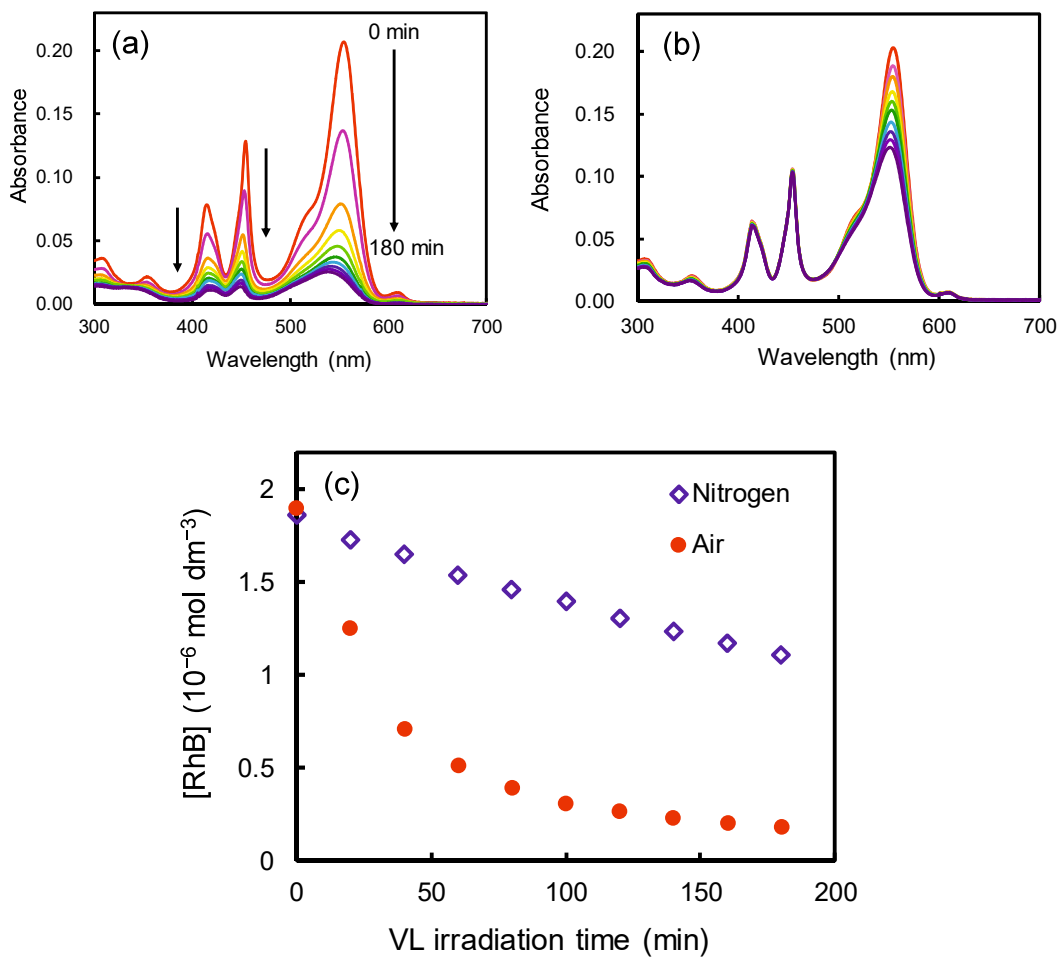 (a)
0 min
180 min
0.20
0.15
0.10
0.05
0.00
Absorbance
300 400 500 600 700
Wavelength (nm)
(b)
0.20
0.15
0.10
0.05
0.00
Absorbance
300 400 500 600 700
Wavelength (nm)
(c)
Nitrogen
Air
2
1.5
1
0.5
0
[RhB] (10⁻⁶ mol dm⁻³)
0 50 100 150 200
VL irradiation time (min)